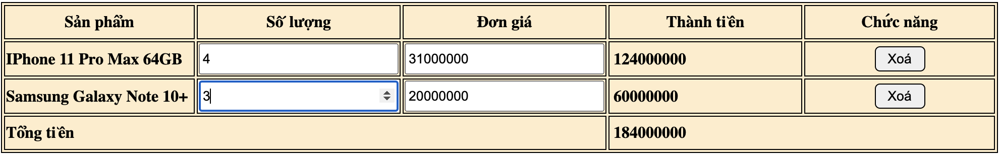 Sản phẩm Số lượng Đơn giá Thành tiền Chức năng
IPhone 11 Pro Max 64GB 4 31000000 124000000 Xoá
Samsung Galaxy Note 10+ 3 20000000 60000000 Xoá
Tổng tiền 184000000